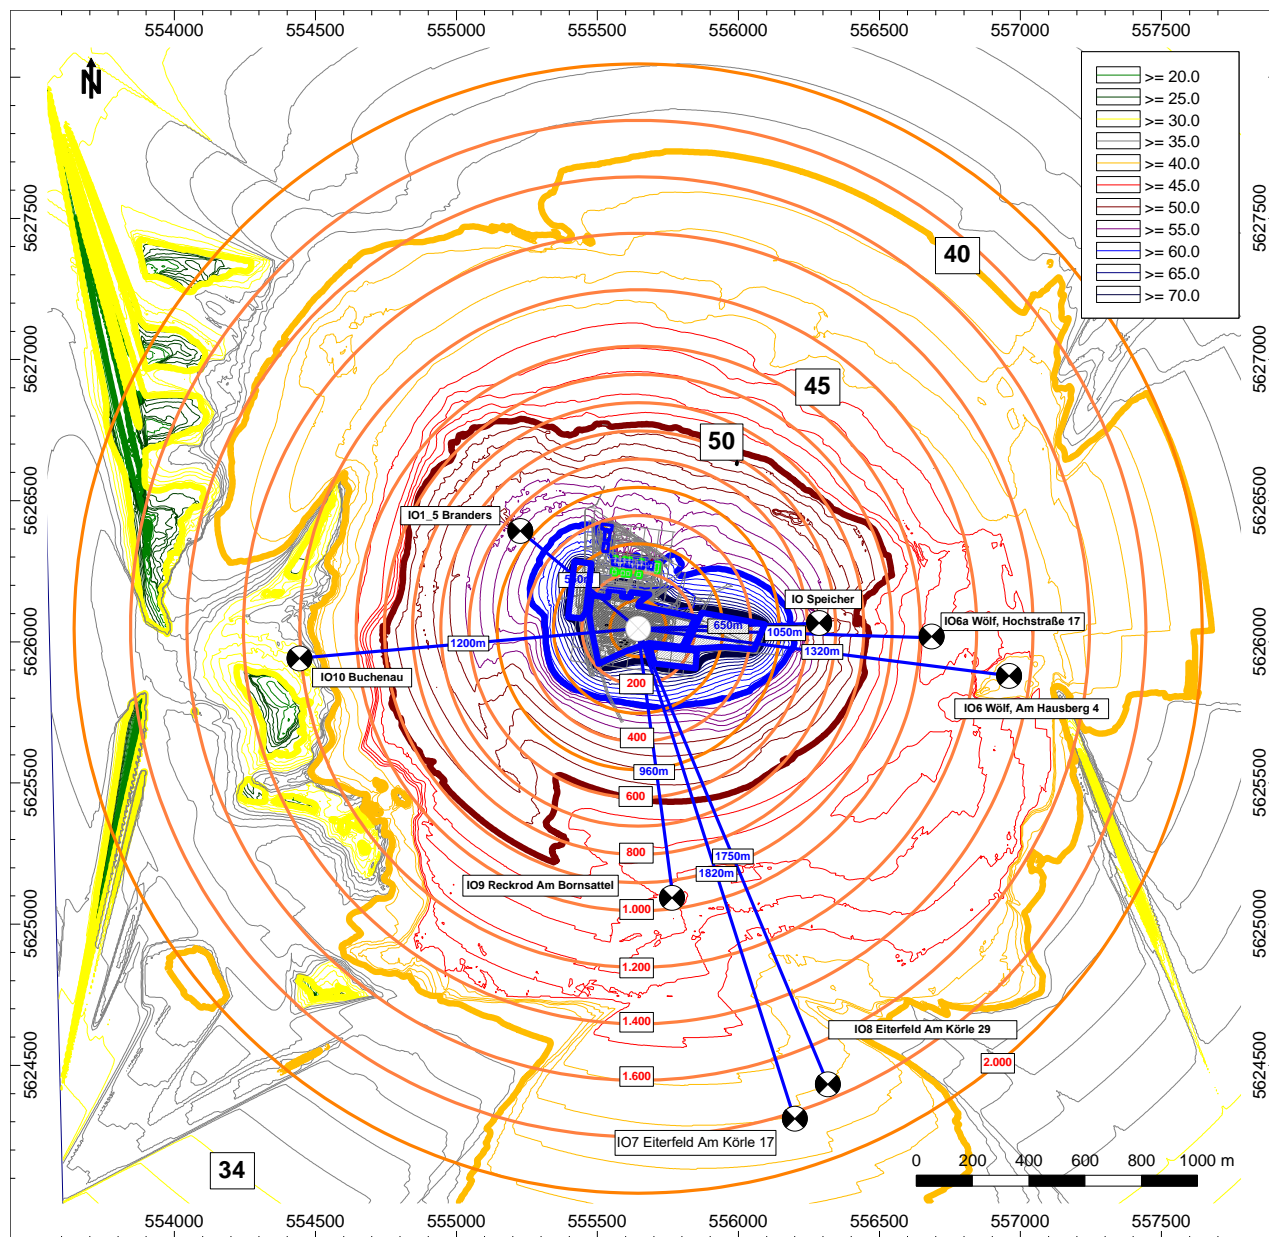 554000 554500 555000 555500 556000 556500 557000 557500
N
>= 20.0
>= 25.0
>= 30.0
>= 35.0
>= 40.0
>= 45.0
>= 50.0
>= 55.0
>= 60.0
>= 65.0
>= 70.0
5627500
5627500
40
5627000
5627000
45
50
5626500
5626500
IO1_5 Branders
IO Speicher
IO6a Wölf, Hochstraße 17
650m
1050m
5626000
5626000
1200m
1320m
IO10 Buchenau
200
IO6 Wölf, Am Hausberg 4
400
960m
5625500
5625500
600
800
1750m
1820m
IO9 Reckrod Am Bornsattel
1.000
5625000
5625000
1.200
1.400
IO8 Eiterfeld Am Körle 29
2.000
5624500
5624500
1.600
IO7 Eiterfeld Am Körle 17
34
0 200 400 600 800 1000 m
554000 554500 555000 555500 556000 556500 557000 557500